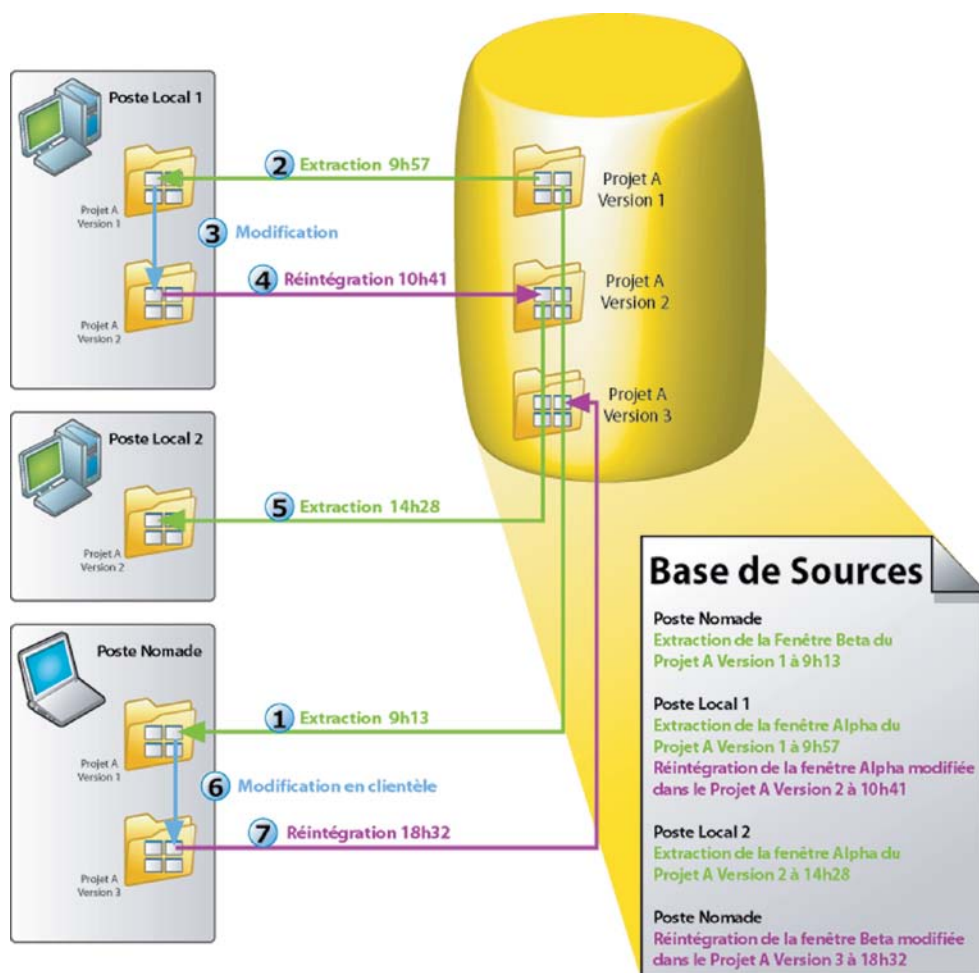 Poste Local 1
Projet A
Version 1
2 Extraction 9h57
3 Modification
4 Réintégration 10h41
Projet A
Version 2
Projet A
Version 1
Projet A
Version 2
Projet A
Version 3
Poste Local 2
5 Extraction 14h28
Projet A
Version 2
Poste Nomade
1 Extraction 9h13
Projet A
Version 1
6 Modification en clientèle
7 Réintégration 18h32
Projet A
Version 3
Base de Sources
Poste Nomade
Extraction de la Fenêtre Beta du
Projet A Version 1 à 9h13
Poste Local 1
Extraction de la fenêtre Alpha du
Projet A Version 1 à 9h57
Réintégration de la fenêtre Alpha modifiée
dans le Projet A Version 2 à 10h41
Poste Local 2
Extraction de la fenêtre Alpha du
Projet A Version 2 à 14h28
Poste Nomade
Réintégration de la fenêtre Beta modifiée
dans le Projet A Version 3 à 18h32